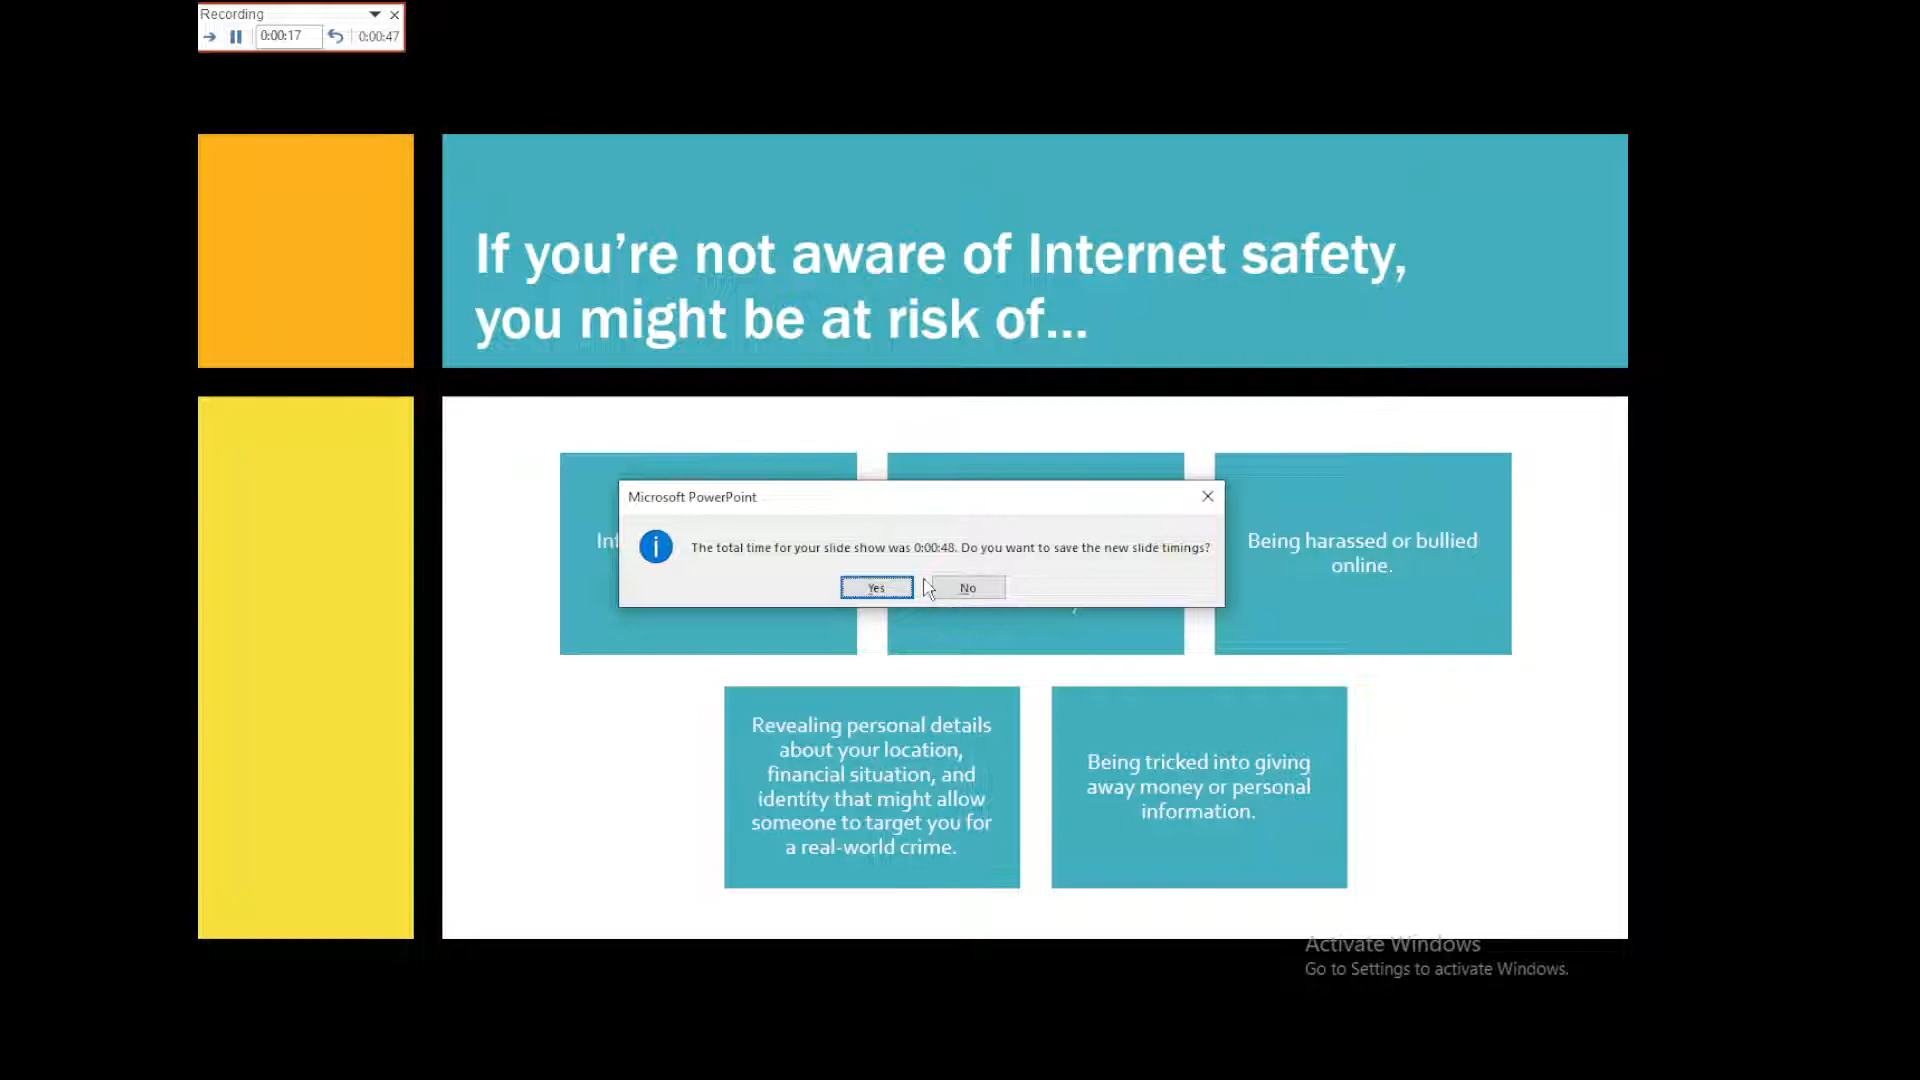 Recording
0:00:17
0:00:47
If you’re not aware of Internet safety,
you might be at risk of...
Microsoft PowerPoint
The total time for your slide show was 0:00:48. Do you want to save the new slide timings?
Yes
No
Being harassed or bullied
online.
Revealing personal details
about your location,
financial situation, and
identity that might allow
someone to target you for
a real-world crime.
Being tricked into giving
away money or personal
information.
Activate Windows
Go to Settings to activate Windows.